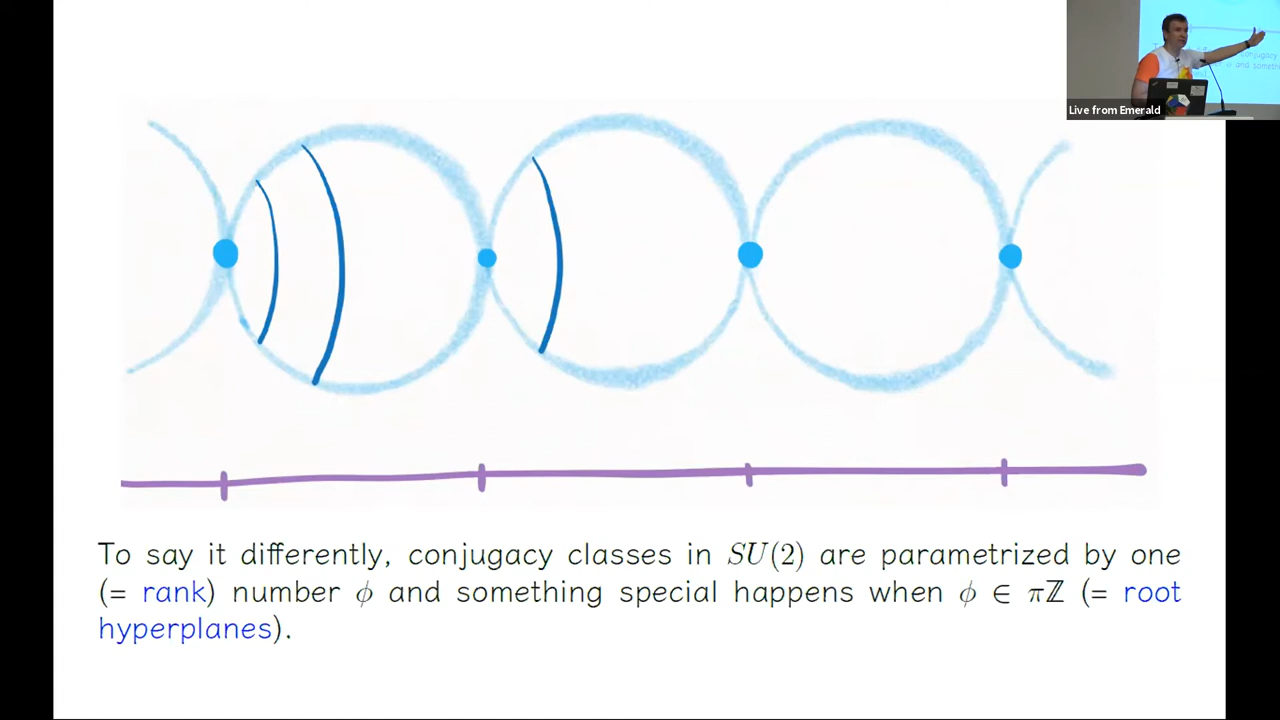 Live from Emerald
To say it differently, conjugacy classes in SU(2) are parametrized by one
(= rank) number ϕ and something special happens when ϕ ∈ πℤ (= root
hyperplanes).